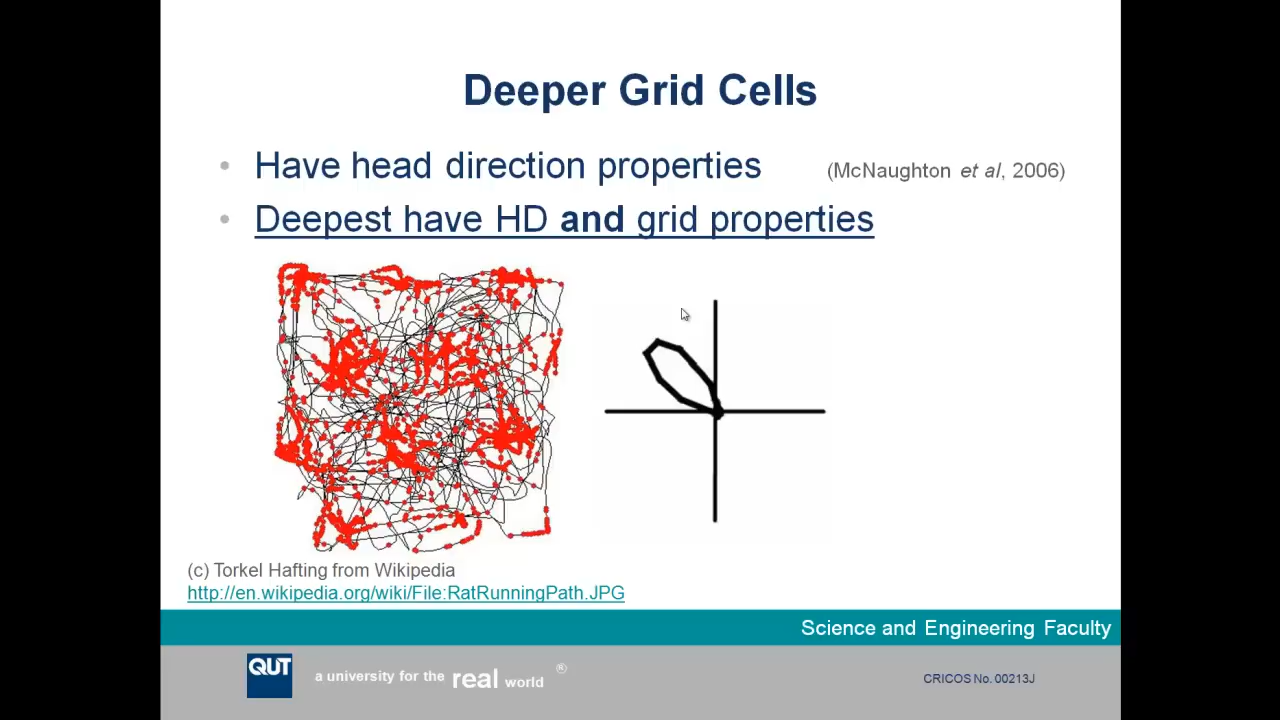 Deeper Grid Cells
• Have head direction properties (McNaughton et al, 2006)
• Deepest have HD and grid properties
(c) Torkel Hafting from Wikipedia
http://en.wikipedia.org/wiki/File:RatRunningPath.JPG
Science and Engineering Faculty
QUT a university for the real world ®
CRICOS No. 00213J